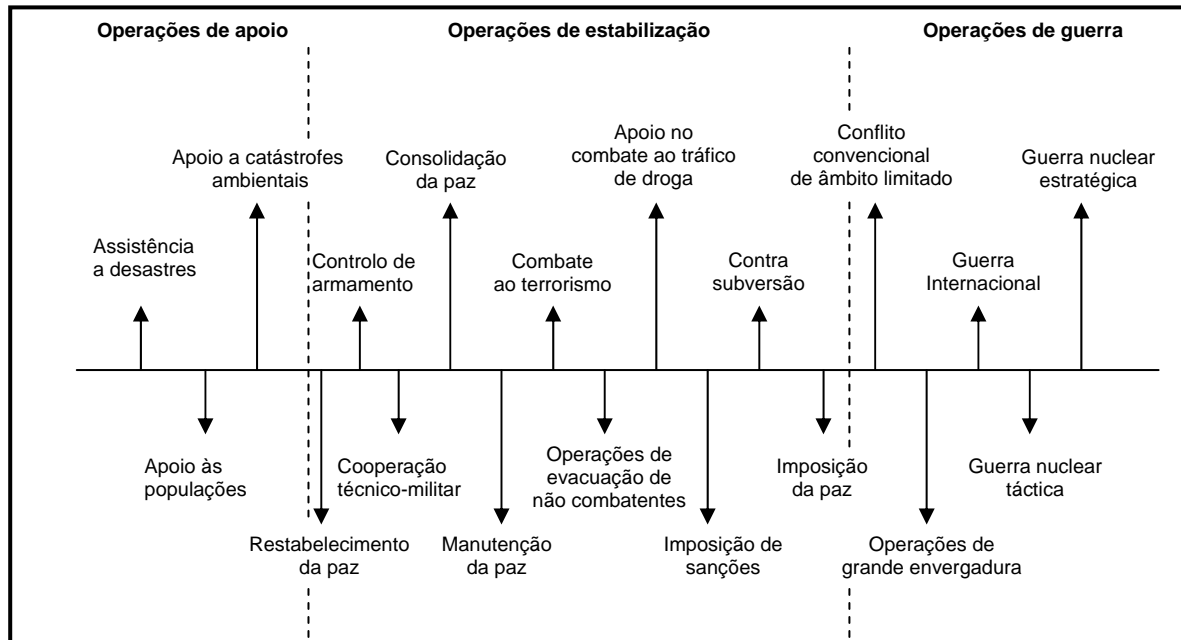 Operações de apoio
Operações de estabilização
Operações de guerra
Apoio a catástrofes
ambientais
Consolidação
da paz
Apoio no
combate ao tráfico
de droga
Conflito
convencional
de âmbito limitado
Guerra nuclear
estratégica
Assistência
a desastres
Controlo de
armamento
Combate
ao terrorismo
Contra
subversão
Guerra
Internacional
Apoio às
populações
Cooperação
técnico-militar
Operações de
evacuação de
não combatentes
Imposição
da paz
Guerra nuclear
táctica
Restabelecimento
da paz
Manutenção
da paz
Imposição de
sanções
Operações de
grande envergadura